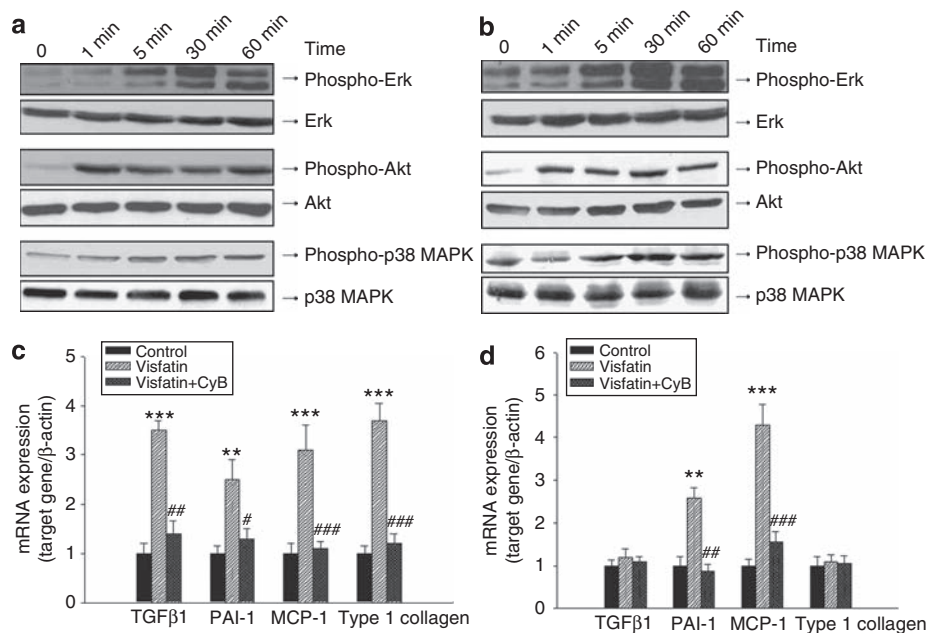 a
0 1 min 5 min 30 min 60 min Time
Phospho-Erk
Erk
Phospho-Akt
Akt
Phospho-p38 MAPK
p38 MAPK
b
0 1 min 5 min 30 min 60 min Time
Phospho-Erk
Erk
Phospho-Akt
Akt
Phospho-p38 MAPK
p38 MAPK
c
Control
Visfatin
Visfatin+CyB
mRNA expression
(target gene/β-actin)
5
4
3
2
1
0
*** ** *** ***
## # ### ###
TGFβ1 PAI-1 MCP-1 Type 1 collagen
d
Control
Visfatin
Visfatin+CyB
mRNA expression
(target gene/β-actin)
6
5
4
3
2
1
0
** ***
## ###
TGFβ1 PAI-1 MCP-1 Type 1 collagen